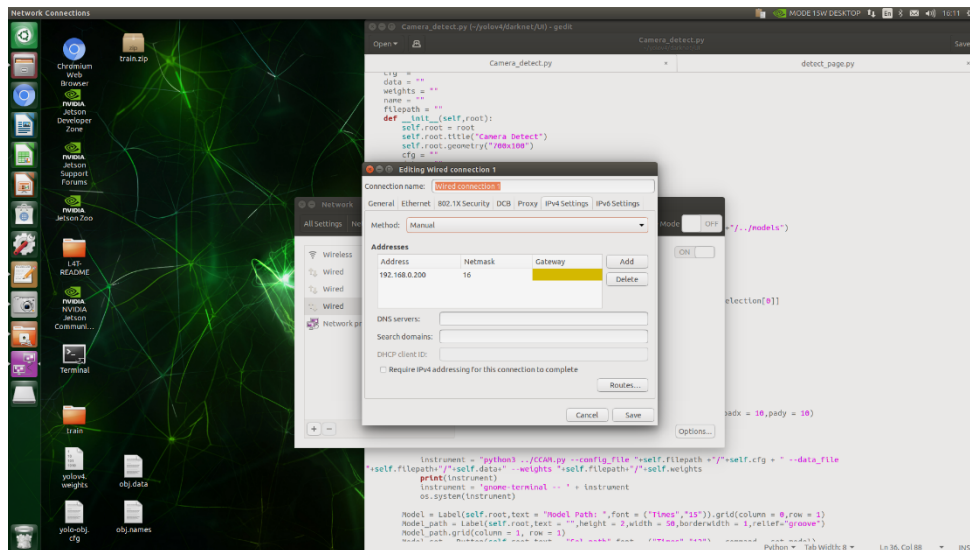 Network Connections
MODE 15W DESKTOP
En
16:11
train.zip
Chromium
Web
Browser
NVIDIA
Jetson
Developer
Zone
NVIDIA
Jetson
Support
Forums
NVIDIA
Jetson Zoo
L4T-
README
NVIDIA
NVIDIA
Jetson
Communi...
Terminal
train
yolov4.
weights
obj.data
yolo-obj.
cfg
obj.names
Camera_detect.py (~/yolov4/darknet/UI) - gedit
Open
Camera_detect.py
Save
Camera_detect.py
detect_page.py
data = ""
weights = ""
name = ""
filepath = ""
def __init__(self,root):
self.root = root
self.root.title("Camera Detect")
self.root.geometry("700x100")
cfg = ""
+"/../models")
election[0]]
padx = 10,pady = 10)
instrument = "python3 ../CCAM.py --config_file "+self.filepath +"/"+self.cfg + " --data_file
"+self.filepath+"/"+self.data+" --weights "+self.filepath+"/"+self.weights
print(instrument)
instrument = 'gnome-terminal -- ' + instrument
os.system(instrument)
Model = Label(self.root,text = "Model Path: ",font = ("Times","15")).grid(column = 0,row = 1)
Model_path = Label(self.root,text = "",height = 2,width = 50,borderwidth = 1,relief="groove")
Model_path.grid(column = 1, row = 1)
Python
Tab Width: 8
Ln 36, Col 88
Network
All Settings
Mode
OFF
Wireless
Wired
Wired
Wired
Network pr
ON
+
-
Options...
Editing Wired connection 1
Connection name:
Wired connection 1
General
Ethernet
802.1X Security
DCB
Proxy
IPv4 Settings
IPv6 Settings
Method:
Manual
Addresses
Address
Netmask
Gateway
Add
192.168.0.200
16
Delete
DNS servers:
Search domains:
DHCP client ID:
Require IPv4 addressing for this connection to complete
Routes...
Cancel
Save